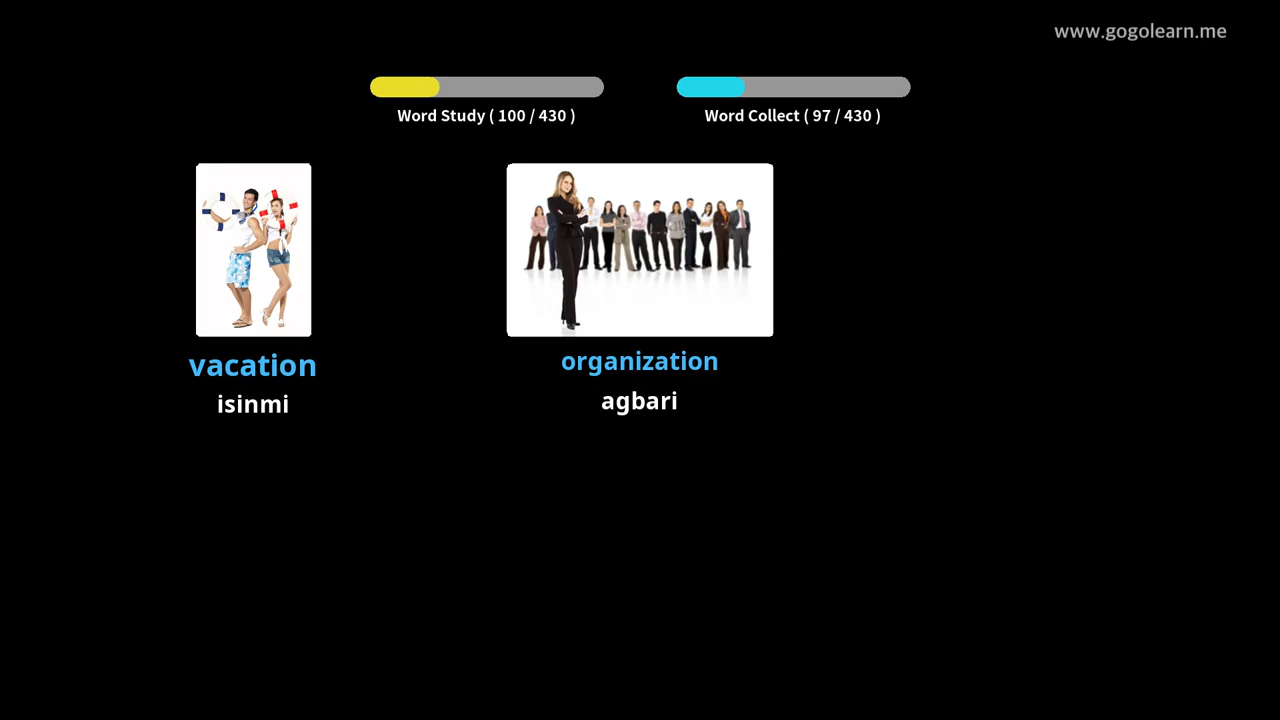 www.gogolearn.me
Word Study ( 100 / 430 )
Word Collect ( 97 / 430 )
vacation
isinmi
organization
agbari